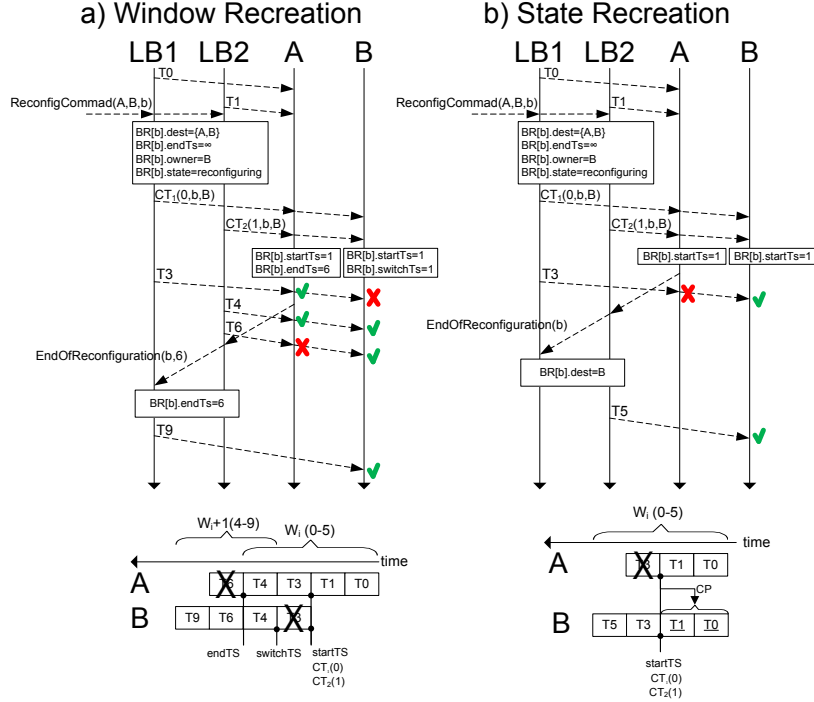 a) Window Recreation
LB1 LB2 A B
T0
ReconfigCommad(A,B,b)
T1
BR[b].dest={A,B}
BR[b].endTs=∞
BR[b].owner=B
BR[b].state=reconfiguring
CT1(0,b,B)
CT2(1,b,B)
BR[b].startTs=1
BR[b].endTs=6
BR[b].startTs=1
BR[b].switchTs=1
T3
T4
T6
EndOfReconfiguration(b,6)
BR[b].endTs=6
T9
Wi+1(4-9)
Wi (0-5)
time
A T6 T4 T3 T1 T0
B T9 T6 T4 T3
endTS switchTS startTS
CT,(0)
CT2(1)
b) State Recreation
LB1 LB2 A B
T0
ReconfigCommad(A,B,b)
T1
BR[b].dest={A,B}
BR[b].endTs=∞
BR[b].owner=B
BR[b].state=reconfiguring
CT1(0,b,B)
CT2(1,b,B)
BR[b].startTs=1
BR[b].startTs=1
T3
EndOfReconfiguration(b)
BR[b].dest=B
T5
Wi (0-5)
time
A T3 T1 T0
CP
B T5 T3 T1 T0
startTS
CT,(0)
CT2(1)